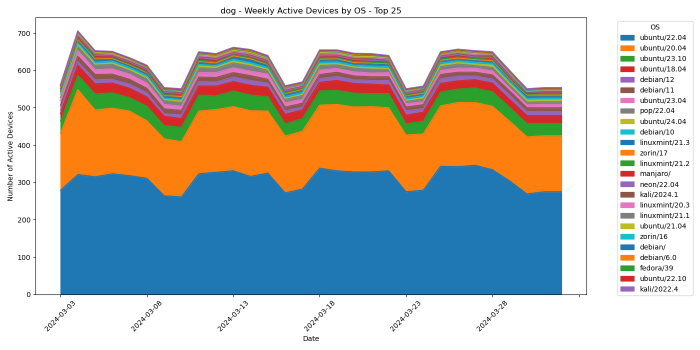 dog - Weekly Active Devices by OS - Top 25
Number of Active Devices
700
600
500
400
300
200
100
0
2024-03-03
2024-03-08
2024-03-13
2024-03-18
2024-03-23
2024-03-28
Date
OS
ubuntu/22.04
ubuntu/20.04
ubuntu/23.10
ubuntu/18.04
debian/12
debian/11
ubuntu/23.04
pop/22.04
ubuntu/24.04
debian/10
linuxmint/21.3
zorin/17
linuxmint/21.2
manjaro/
neon/22.04
kali/2024.1
linuxmint/20.3
linuxmint/21.1
ubuntu/21.04
zorin/16
debian/
debian/6.0
fedora/39
ubuntu/22.10
kali/2022.4